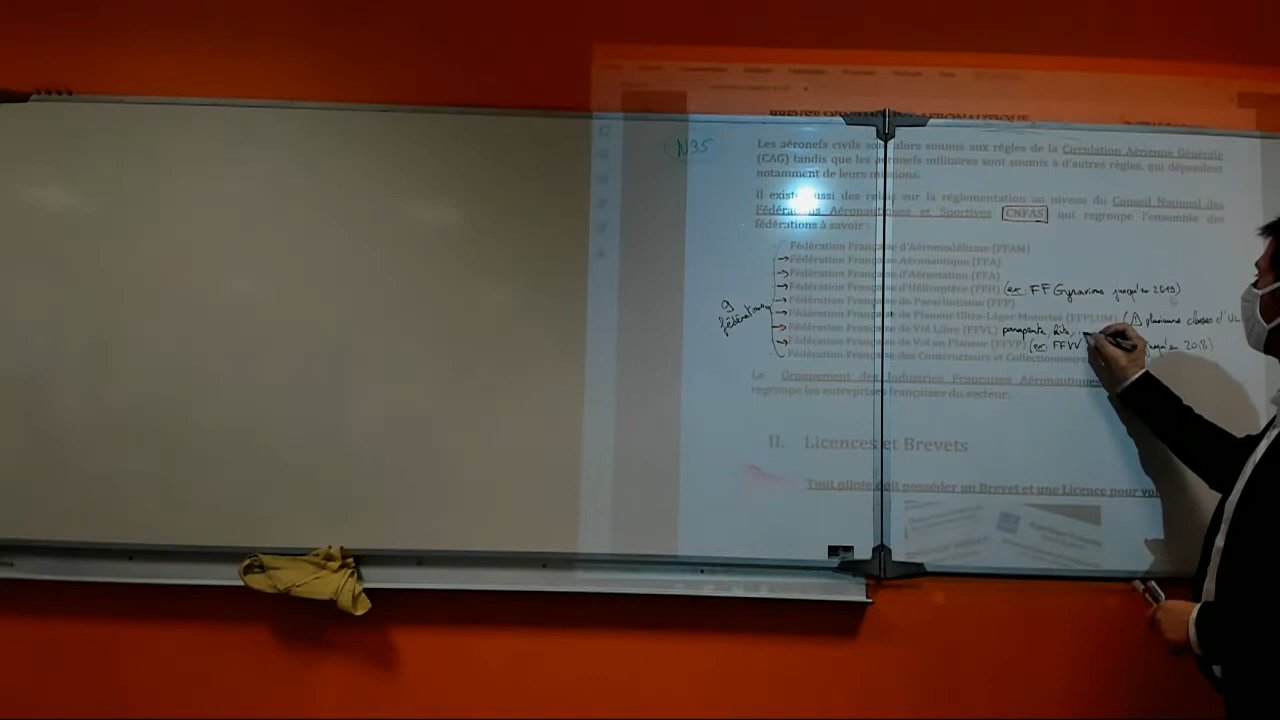 N35
Les aéronefs civils sont alors soumis aux règles de la Circulation Aérienne Générale
(CAG) tandis que les aéronefs militaires sont soumis à d'autres règles, qui dépendent
notamment de leurs missions.
Il existe aussi des relais sur la réglementation au niveau du Conseil National des
Fédérations Aéronautiques et Sportives (CNFAS) qui regroupe l'ensemble des
fédérations à savoir :
Fédération Française d'Aéromodélisme (FFAM)
Fédération Française Aéronautique (FFA)
Fédération Française d'Aérostation (FFA)
Fédération Française d'Hélicoptère (FFH) (ex: FF Gyravions jusqu'en 2019)
Fédération Française de Parachutisme (FFP)
9 fédérations
Fédération Française de Planeur Ultra-Léger Motorisé (FFPLUM) (⚠ plusieurs classes d'UL
Fédération Française de Vol Libre (FFVL) parapente, kite, ...
Fédération Française de Vol en Planeur (FFVP) (ex: FFVV jusqu'en 2018)
Fédération Française des Constructeurs et Collectionneurs
Le Groupement des Industries Françaises Aéronautiques
regroupe les entreprises françaises du secteur.
II. Licences et Brevets
Tout pilote doit posséder un Brevet et une Licence pour